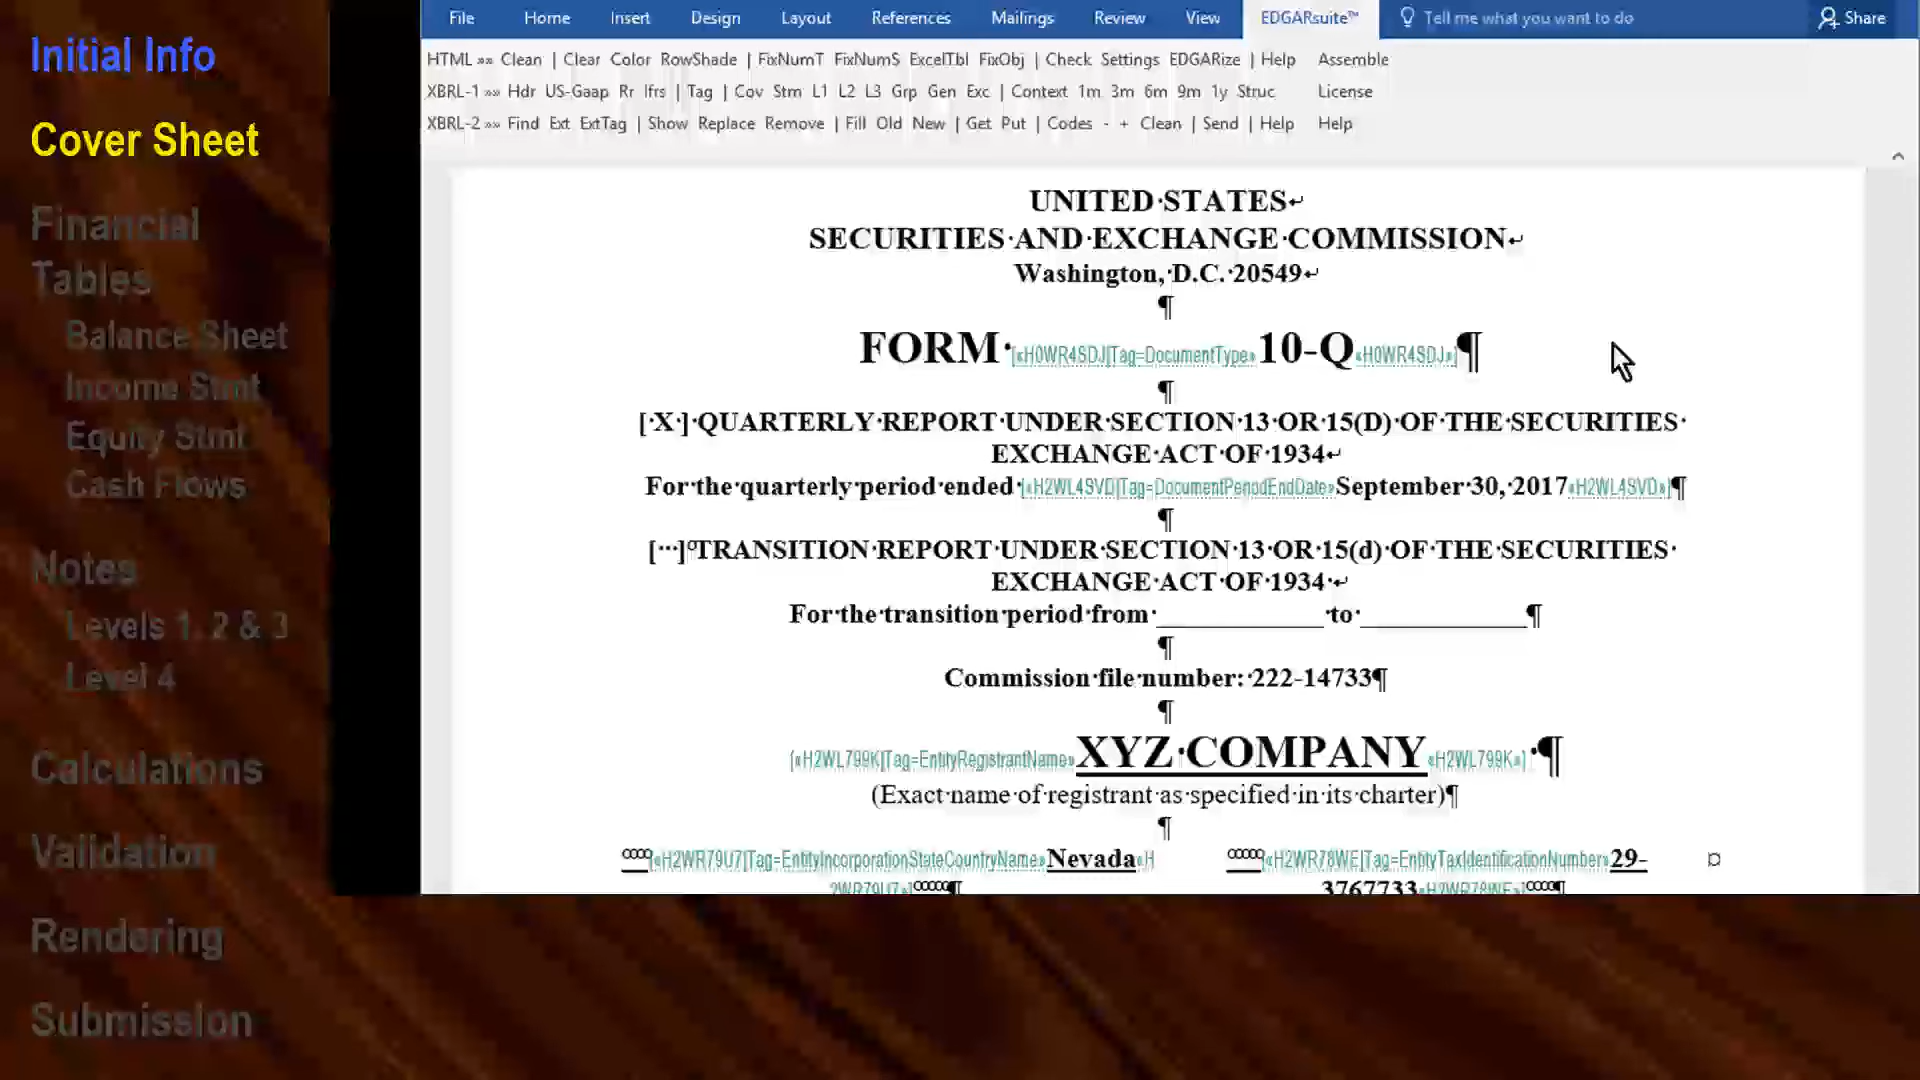 Initial Info
Cover Sheet
Financial
Tables
Balance Sheet
Income Stmt
Equity Stmt
Cash Flows
Notes
Levels 1, 2 & 3
Level 4
Calculations
Validation
Rendering
Submission
File Home Insert Design Layout References Mailings Review View EDGARsuite™ Tell me what you want to do Share
HTML »» Clean | Clear Color RowShade | FixNumT FixNumS ExcelTbl FixObj | Check Settings EDGARize | Help Assemble
XBRL-1 »» Hdr US-Gaap Rr Ifrs | Tag | Cov Stm L1 L2 L3 Grp Gen Exc | Context 1m 3m 6m 9m 1y Struc License
XBRL-2 »» Find Ext ExtTag | Show Replace Remove | Fill Old New | Get Put | Codes - + Clean | Send | Help Help
UNITED·STATES↵
SECURITIES·AND·EXCHANGE·COMMISSION↵
Washington,·D.C.·20549↵
¶
FORM·[«H0WR4SDJ|Tag=DocumentType»10-Q«H0WR4SDJ»]¶
¶
[·X·]·QUARTERLY·REPORT·UNDER·SECTION·13·OR·15(D)·OF·THE·SECURITIES·
EXCHANGE·ACT·OF·1934↵
For·the·quarterly·period·ended·[«H2WL4SVD|Tag=DocumentPeriodEndDate»September·30,·2017«H2WL4SVD»]¶
¶
[···]°TRANSITION·REPORT·UNDER·SECTION·13·OR·15(d)·OF·THE·SECURITIES·
EXCHANGE·ACT·OF·1934·↵
For·the·transition·period·from·____________·to·____________¶
¶
Commission·file·number:·222-14733¶
¶
[«H2WL799K|Tag=EntityRegistrantName»XYZ·COMPANY«H2WL799K»]·¶
(Exact·name·of·registrant·as·specified·in·its·charter)¶
¶
°°°°[«H2WR79U7|Tag=EntityIncorporationStateCountryName»Nevada«H
2WR79U7»]°°°°°¶
°°°°°[«H2WR78WE|Tag=EntityTaxIdentificationNumber»29-
3767733«H2WR78WE»]°°°°¶
¤